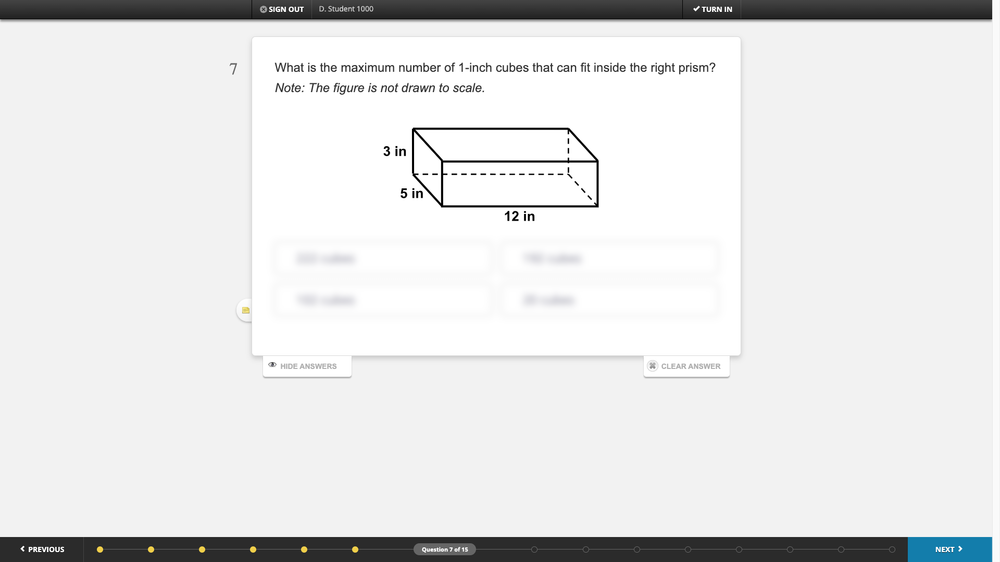 SIGN OUT
D. Student 1000
TURN IN
7
What is the maximum number of 1-inch cubes that can fit inside the right prism?
Note: The figure is not drawn to scale.
3 in
5 in
12 in
HIDE ANSWERS
CLEAR ANSWER
PREVIOUS
Question 7 of 15
NEXT